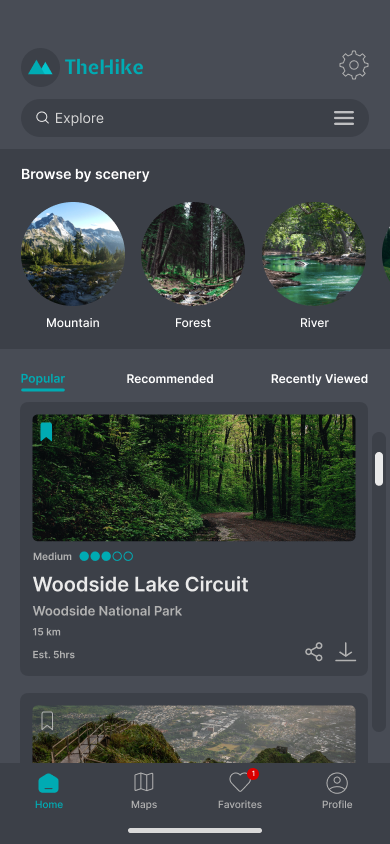 TheHike
Explore
Browse by scenery
Mountain
Forest
River
Popular
Recommended
Recently Viewed
Medium
Woodside Lake Circuit
Woodside National Park
15 km
Est. 5hrs
1
Home
Maps
Favorites
Profile